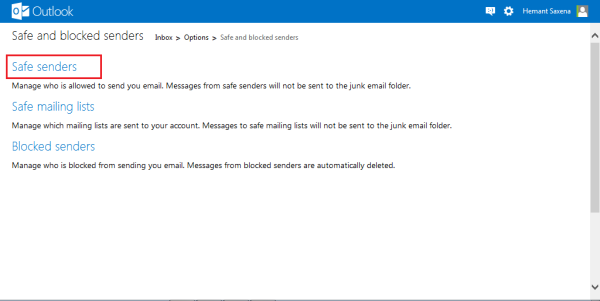 Outlook
Hemant Saxena
Safe and blocked senders Inbox > Options > Safe and blocked senders
Safe senders
Manage who is allowed to send you email. Messages from safe senders will not be sent to the junk email folder.
Safe mailing lists
Manage which mailing lists are sent to your account. Messages to safe mailing lists will not be sent to the junk email folder.
Blocked senders
Manage who is blocked from sending you email. Messages from blocked senders are automatically deleted.